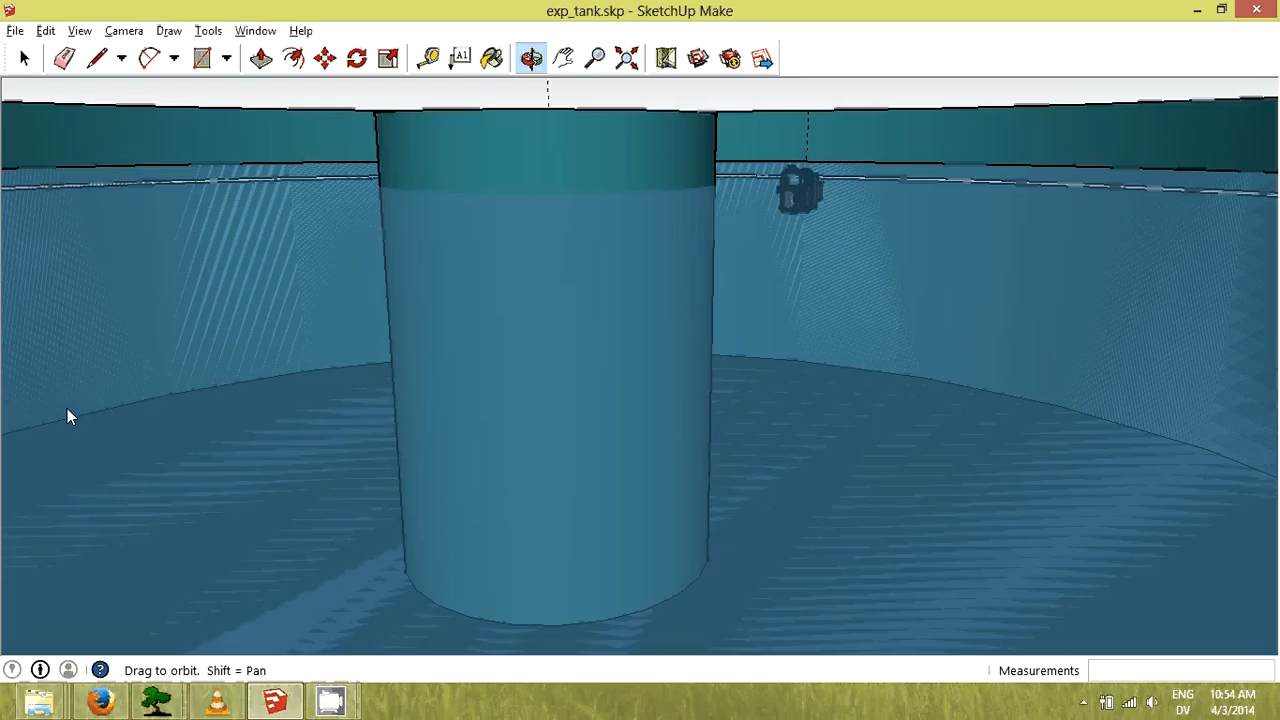 exp_tank.skp - SketchUp Make
File Edit View Camera Draw Tools Window Help
A1
Drag to orbit. Shift = Pan
Measurements
ENG 10:54 AM
DV 4/3/2014